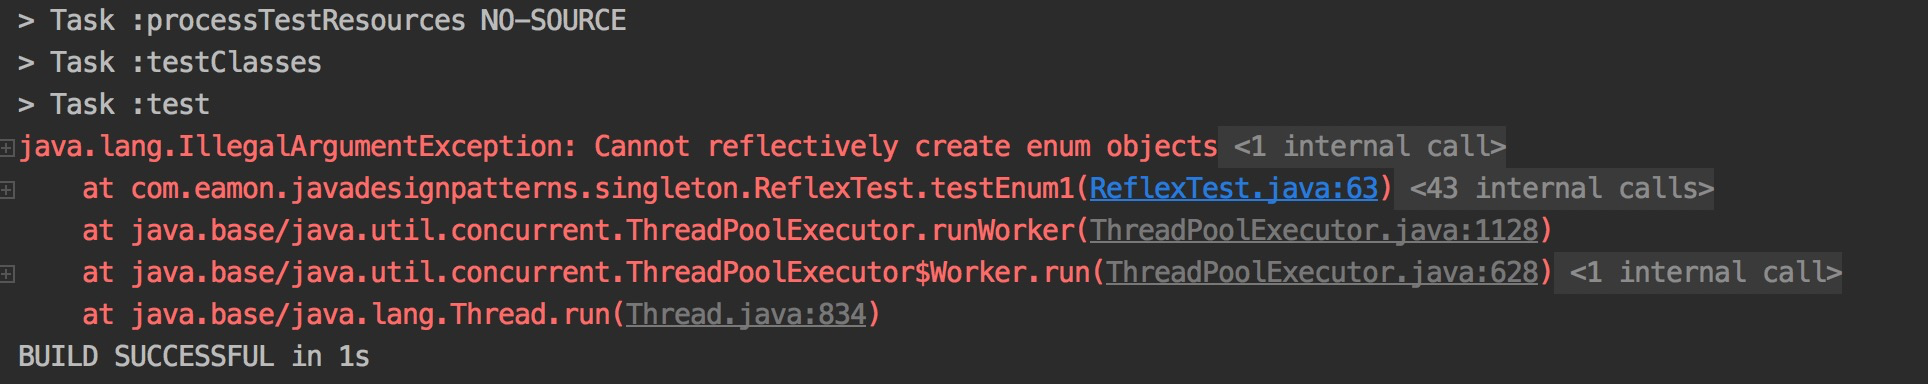 > Task :processTestResources NO-SOURCE
> Task :testClasses
> Task :test
java.lang.IllegalArgumentException: Cannot reflectively create enum objects <1 internal call>
    at com.eamon.javadesignpatterns.singleton.ReflexTest.testEnum1(ReflexTest.java:63) <43 internal calls>
    at java.base/java.util.concurrent.ThreadPoolExecutor.runWorker(ThreadPoolExecutor.java:1128)
    at java.base/java.util.concurrent.ThreadPoolExecutor$Worker.run(ThreadPoolExecutor.java:628) <1 internal call>
    at java.base/java.lang.Thread.run(Thread.java:834)
BUILD SUCCESSFUL in 1s